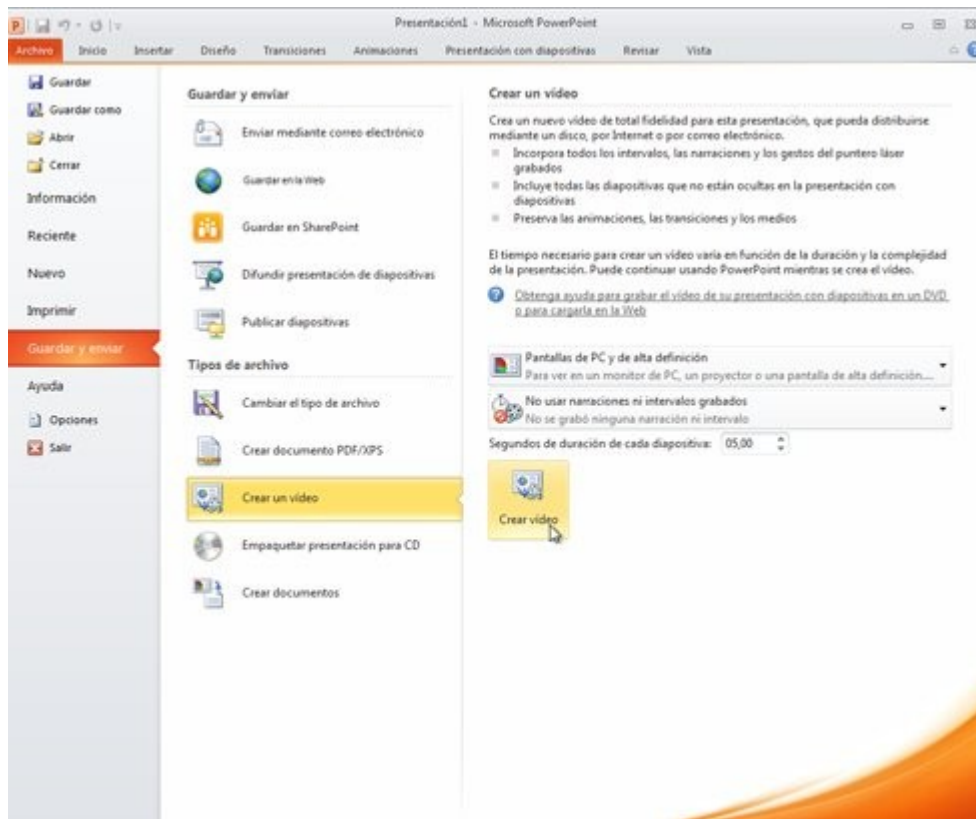 Presentación1 - Microsoft PowerPoint
Archivo Inicio Insertar Diseño Transiciones Animaciones Presentación con diapositivas Revisar Vista
Guardar
Guardar como
Abrir
Cerrar
Información
Reciente
Nuevo
Imprimir
Guardar y enviar
Ayuda
Opciones
Salir
Guardar y enviar
Enviar mediante correo electrónico
Guardar en la Web
Guardar en SharePoint
Difundir presentación de diapositivas
Publicar diapositivas
Tipos de archivo
Cambiar el tipo de archivo
Crear documento PDF/XPS
Crear un vídeo
Empaquetar presentación para CD
Crear documentos
Crear un vídeo
Crea un nuevo vídeo de total fidelidad para esta presentación, que pueda distribuirse
mediante un disco, por Internet o por correo electrónico.
Incorpora todos los intervalos, las narraciones y los gestos del puntero láser
grabados
Incluye todas las diapositivas que no están ocultas en la presentación con
diapositivas
Preserva las animaciones, las transiciones y los medios
El tiempo necesario para crear un vídeo varía en función de la duración y la complejidad
de la presentación. Puede continuar usando PowerPoint mientras se crea el vídeo.
Obtenga ayuda para grabar el vídeo de su presentación con diapositivas en un DVD
o para cargarla en la Web
Pantallas de PC y de alta definición
Para ver en un monitor de PC, un proyector o una pantalla de alta definición....
No usar narraciones ni intervalos grabados
No se grabó ninguna narración ni intervalo
Segundos de duración de cada diapositiva: 05,00
Crear vídeo